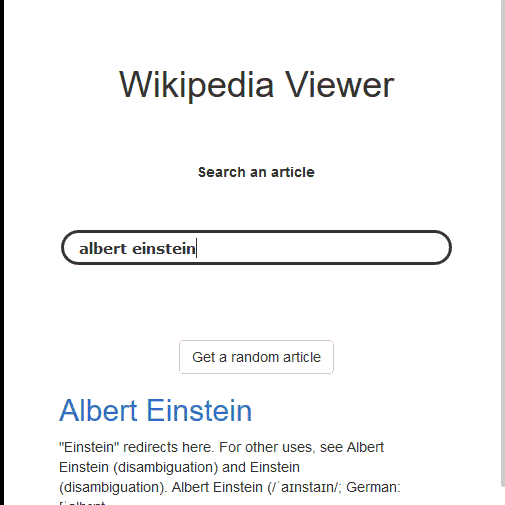 Wikipedia Viewer
Search an article
albert einstein
Get a random article
Albert Einstein
"Einstein" redirects here. For other uses, see Albert
Einstein (disambiguation) and Einstein
(disambiguation). Albert Einstein (/ˈaɪnstaɪn/; German: